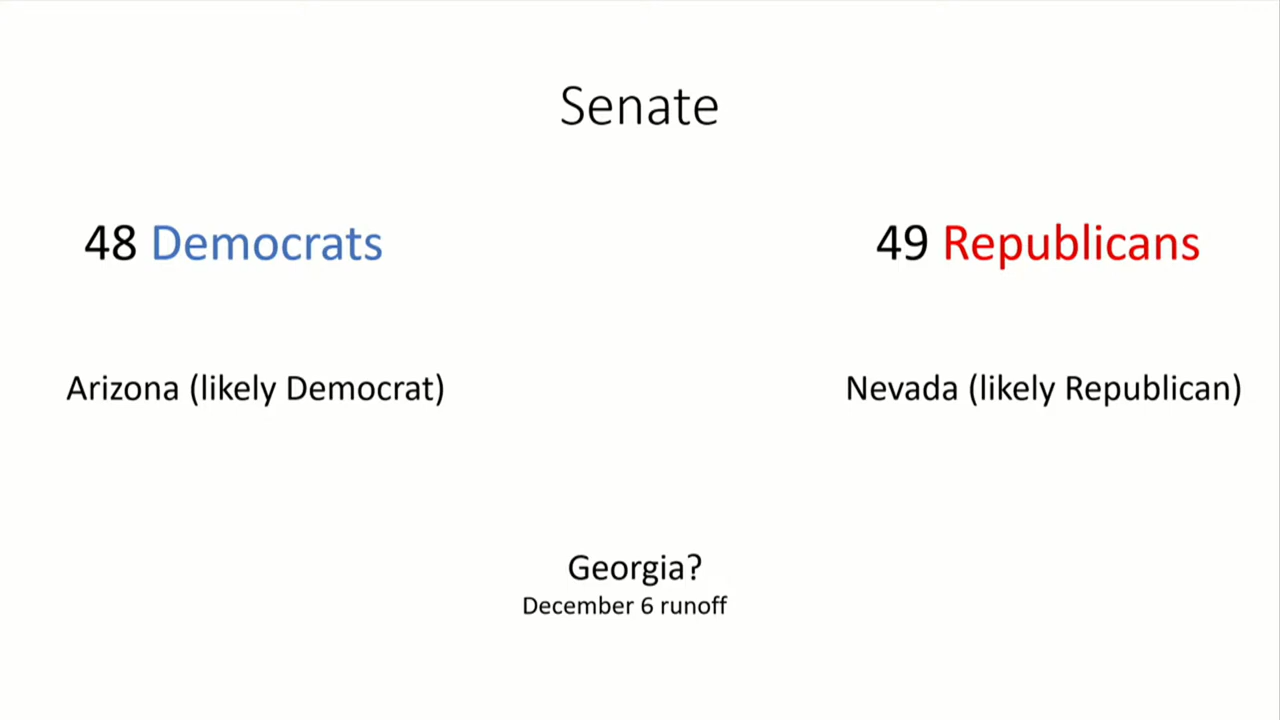 Senate
48 Democrats
49 Republicans
Arizona (likely Democrat)
Nevada (likely Republican)
Georgia?
December 6 runoff